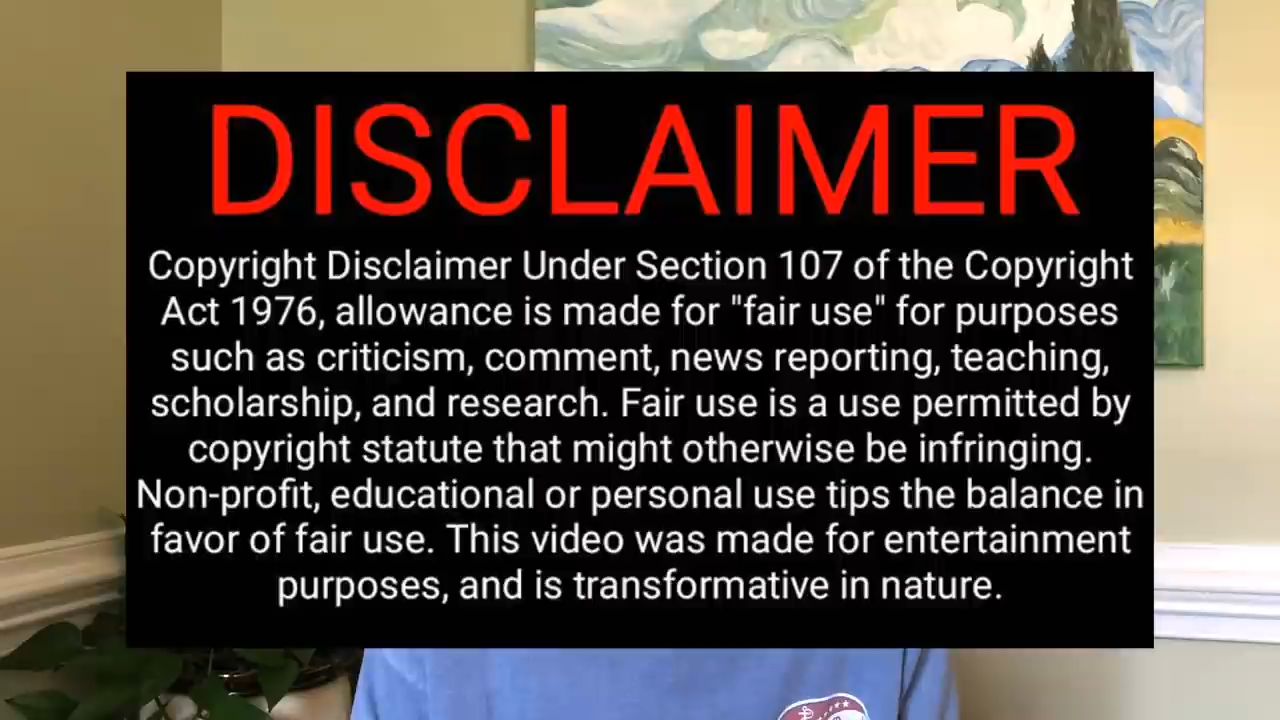 DISCLAIMER
Copyright Disclaimer Under Section 107 of the Copyright
Act 1976, allowance is made for "fair use" for purposes
such as criticism, comment, news reporting, teaching,
scholarship, and research. Fair use is a use permitted by
copyright statute that might otherwise be infringing.
Non-profit, educational or personal use tips the balance in
favor of fair use. This video was made for entertainment
purposes, and is transformative in nature.